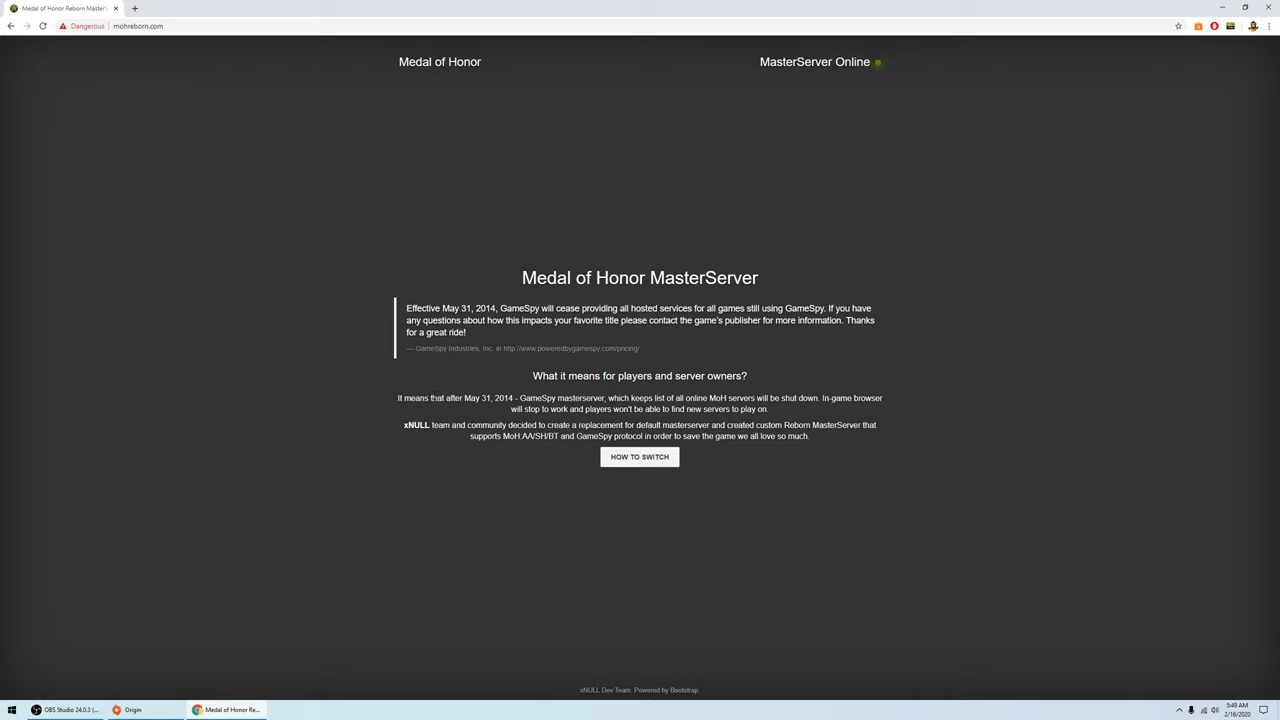 Medal of Honor Reborn MasterS
Dangerous
mohreborn.com
Medal of Honor
MasterServer Online
Medal of Honor MasterServer
Effective May 31, 2014, GameSpy will cease providing all hosted services for all games still using GameSpy. If you have
any questions about how this impacts your favorite title please contact the game's publisher for more information. Thanks
for a great ride!
— GameSpy Industries, Inc. in http://www.poweredbygamespy.com/pricing/
What it means for players and server owners?
It means that after May 31, 2014 - GameSpy masterserver, which keeps list of all online MoH servers will be shut down. In-game browser
will stop to work and players won't be able to find new servers to play on.
xNULL team and community decided to create a replacement for default masterserver and created custom Reborn MasterServer that
supports MoH:AA/SH/BT and GameSpy protocol in order to save the game we all love so much.
HOW TO SWITCH
xNULL Dev Team. Powered by Bootstrap.
OBS Studio 24.0.3 (...
Origin
Medal of Honor Re...
5:49 AM
2/16/2020